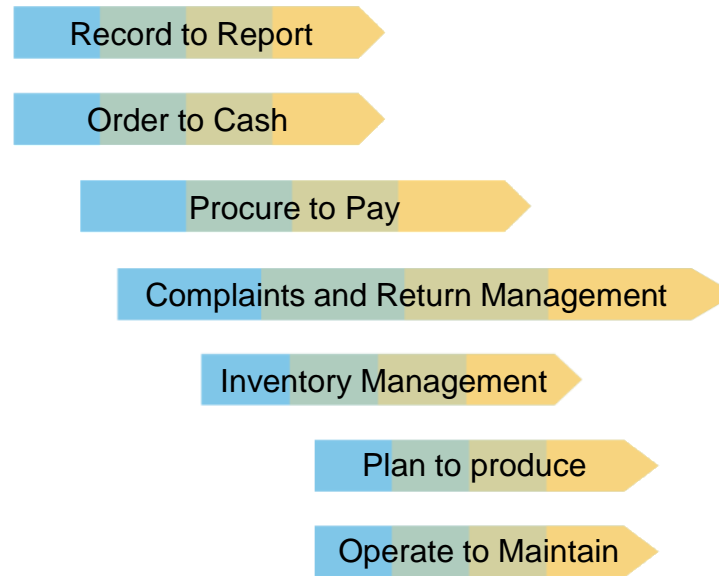 Record to Report
Order to Cash
Procure to Pay
Complaints and Return Management
Inventory Management
Plan to produce
Operate to Maintain